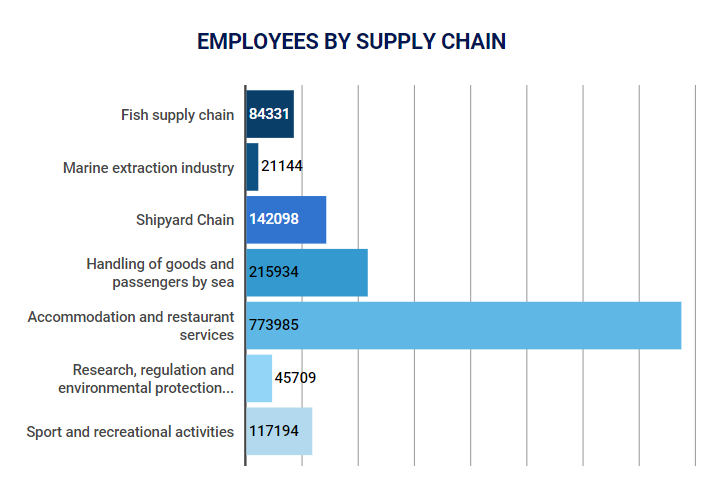 EMPLOYEES BY SUPPLY CHAIN
Fish supply chain
84331
Marine extraction industry
21144
Shipyard Chain
142098
Handling of goods and
passengers by sea
215934
Accommodation and restaurant
services
773985
Research, regulation and
environmental protection...
45709
Sport and recreational activities
117194